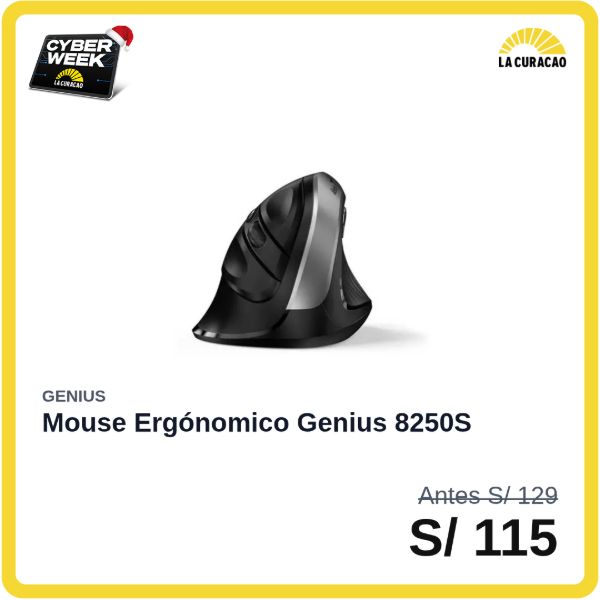 CYBER
WEEK
LA CURACAO
LA CURACAO
GENIUS
Mouse Ergónomico Genius 8250S
Antes S/ 129
S/ 115